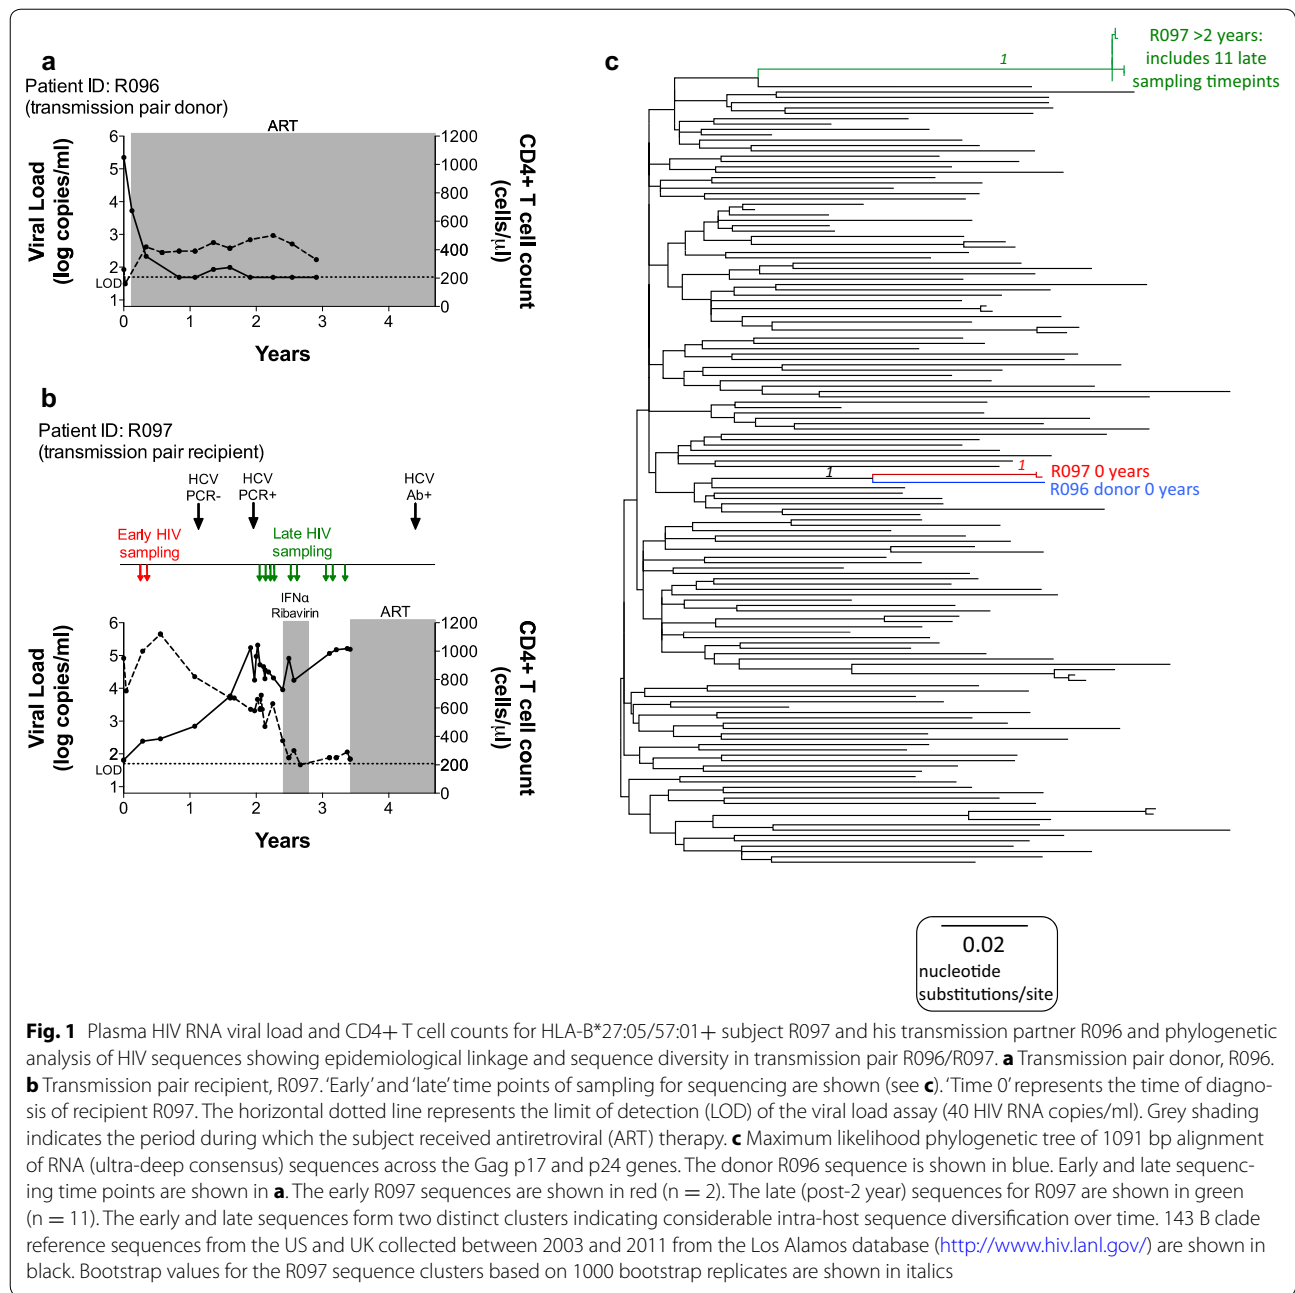 a
Patient ID: R096
(transmission pair donor)
ART
6
5
4
3
2
1
LOD
Viral Load
(log copies/ml)
1200
1000
800
600
400
200
0
CD4+ T cell count
(cells/µl)
0 1 2 3 4
Years
b
Patient ID: R097
(transmission pair recipient)
HCV
PCR-
HCV
PCR+
HCV
Ab+
Early HIV
sampling
Late HIV
sampling
IFNα
Ribavirin
ART
6
5
4
3
2
1
LOD
Viral Load
(log copies/ml)
1200
1000
800
600
400
200
0
CD4+ T cell count
(cells/µl)
0 1 2 3 4
Years
c
1
R097 >2 years:
includes 11 late
sampling timepints
1
1
R097 0 years
R096 donor 0 years
0.02
nucleotide
substitutions/site
Fig. 1 Plasma HIV RNA viral load and CD4+ T cell counts for HLA-B*27:05/57:01+ subject R097 and his transmission partner R096 and phylogenetic
analysis of HIV sequences showing epidemiological linkage and sequence diversity in transmission pair R096/R097. a Transmission pair donor, R096.
b Transmission pair recipient, R097. ‘Early’ and ‘late’ time points of sampling for sequencing are shown (see c). ‘Time 0’ represents the time of diagno-
sis of recipient R097. The horizontal dotted line represents the limit of detection (LOD) of the viral load assay (40 HIV RNA copies/ml). Grey shading
indicates the period during which the subject received antiretroviral (ART) therapy. c Maximum likelihood phylogenetic tree of 1091 bp alignment
of RNA (ultra-deep consensus) sequences across the Gag p17 and p24 genes. The donor R096 sequence is shown in blue. Early and late sequenc-
ing time points are shown in a. The early R097 sequences are shown in red (n = 2). The late (post-2 year) sequences for R097 are shown in green
(n = 11). The early and late sequences form two distinct clusters indicating considerable intra-host sequence diversification over time. 143 B clade
reference sequences from the US and UK collected between 2003 and 2011 from the Los Alamos database (http://www.hiv.lanl.gov/) are shown in
black. Bootstrap values for the R097 sequence clusters based on 1000 bootstrap replicates are shown in italics